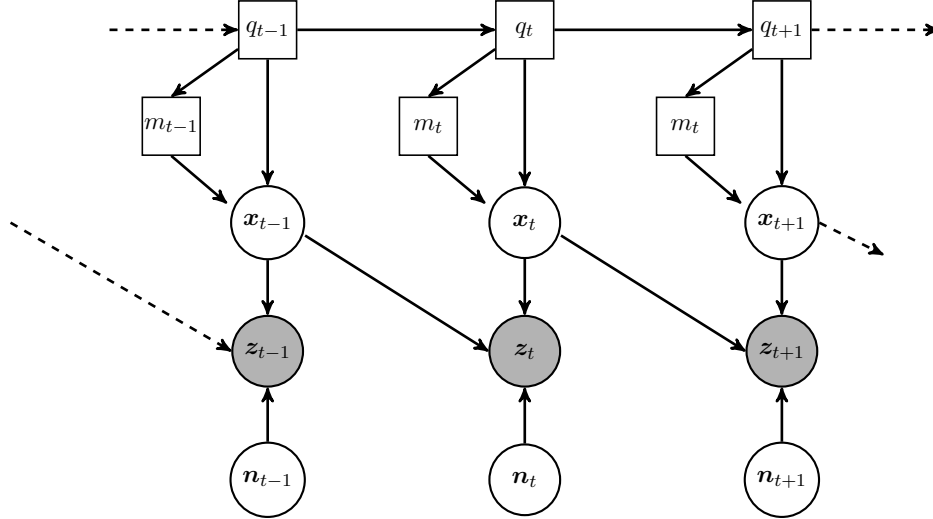 q_{t−1} q_t q_{t+1}
m_{t−1} m_t m_t
x_{t−1} x_t x_{t+1}
z_{t−1} z_t z_{t+1}
n_{t−1} n_t n_{t+1}